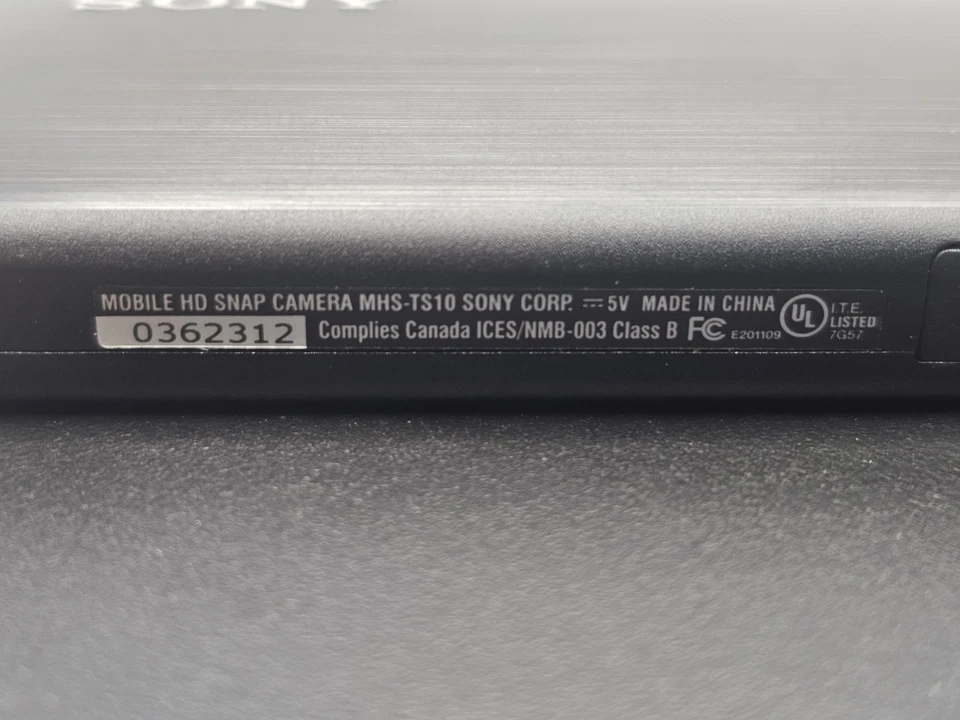 SONY
MOBILE HD SNAP CAMERA MHS-TS10 SONY CORP. ⎓ 5V MADE IN CHINA
0362312 Complies Canada ICES/NMB-003 Class B FC E201109
UL
I.T.E.
LISTED
7G57